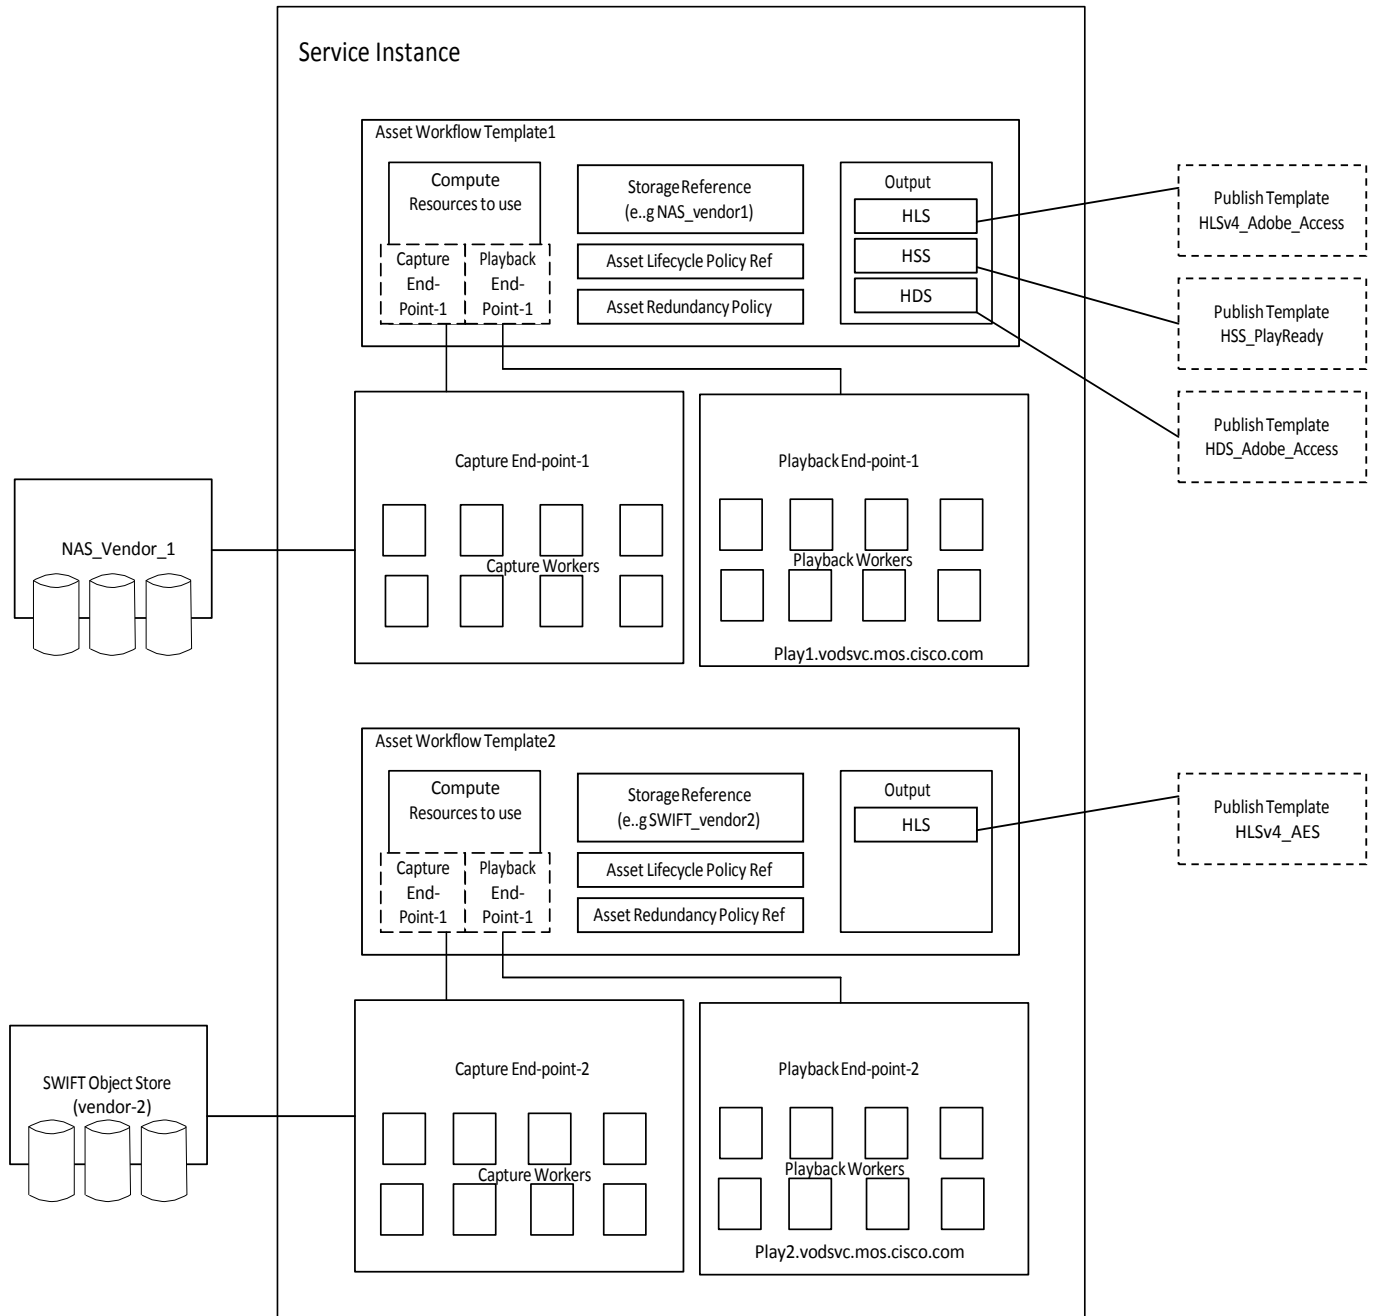 Service Instance
Asset Workflow Template1
Compute
Resources to use
Capture
End-
Point-1
Playback
End-
Point-1
Storage Reference
(e..g NAS_vendor1)
Asset Lifecycle Policy Ref
Asset Redundancy Policy
Output
HLS
HSS
HDS
Publish Template
HLSv4_Adobe_Access
Publish Template
HSS_PlayReady
Publish Template
HDS_Adobe_Access
NAS_Vendor_1
Capture End-point-1
Capture Workers
Playback End-point-1
Playback Workers
Play1.vodsvc.mos.cisco.com
Asset Workflow Template2
Compute
Resources to use
Capture
End-
Point-1
Playback
End-
Point-1
Storage Reference
(e..g SWIFT_vendor2)
Asset Lifecycle Policy Ref
Asset Redundancy Policy Ref
Output
HLS
Publish Template
HLSv4_AES
SWIFT Object Store
(vendor-2)
Capture End-point-2
Capture Workers
Playback End-point-2
Playback Workers
Play2.vodsvc.mos.cisco.com